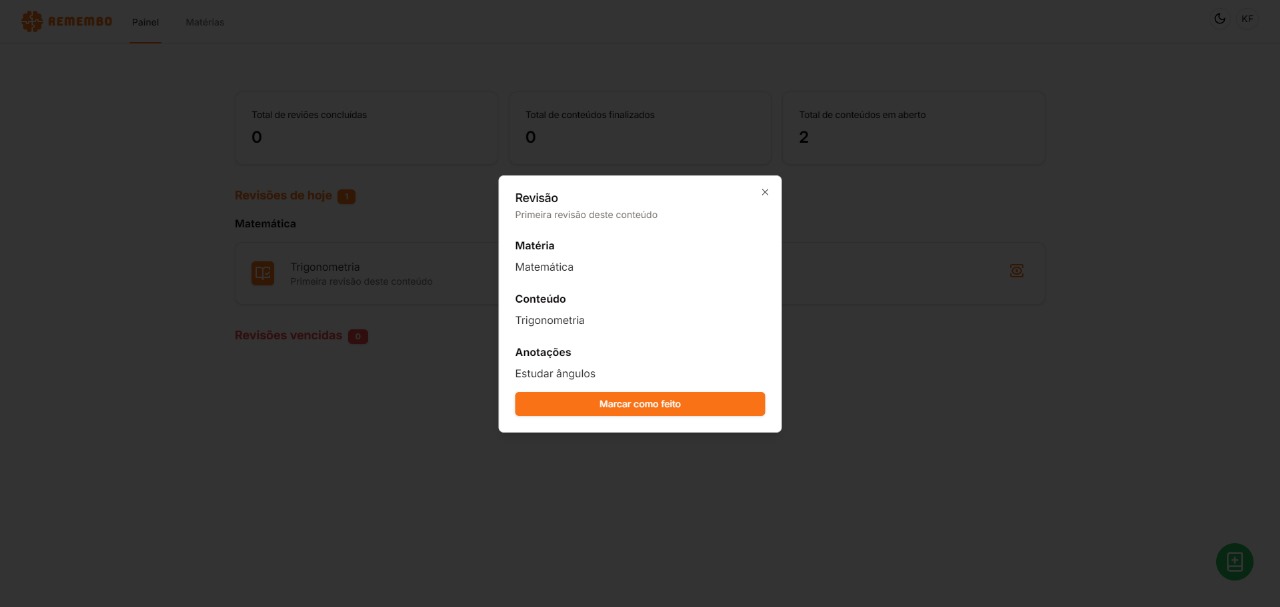 REMEMBO
Painel
Matérias
KF
Total de reviões concluídas
0
Total de conteúdos finalizados
0
Total de conteúdos em aberto
2
Revisões de hoje 1
Matemática
Trigonometria
Primeira revisão deste conteúdo
Revisões vencidas 0
Revisão
Primeira revisão deste conteúdo
Matéria
Matemática
Conteúdo
Trigonometria
Anotações
Estudar ângulos
Marcar como feito